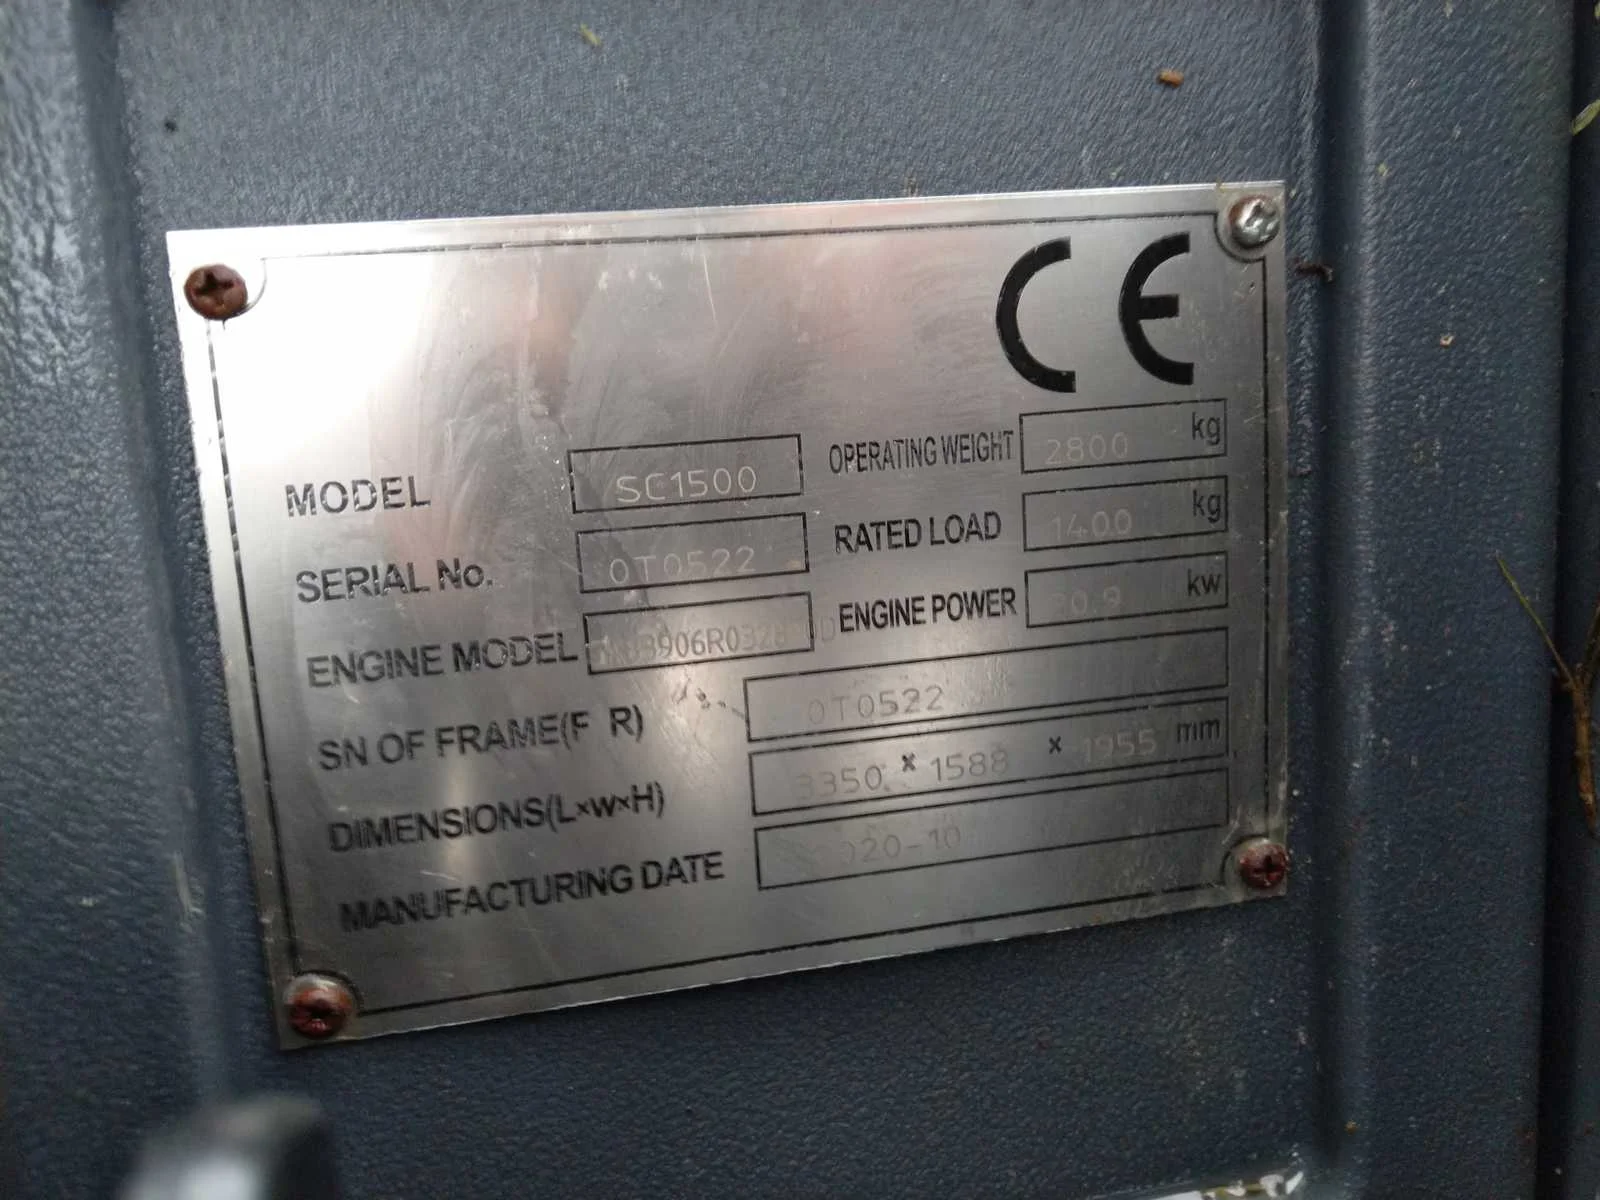 CE
MODEL SC1500 OPERATING WEIGHT 2800 kg
SERIAL No. 0T0522 RATED LOAD 1400 kg
ENGINE MODEL ENGINE POWER kw
SN OF FRAME(F R) 0T0522
DIMENSIONS(L×w×H) 3350 × 1588 × 1955 mm
MANUFACTURING DATE